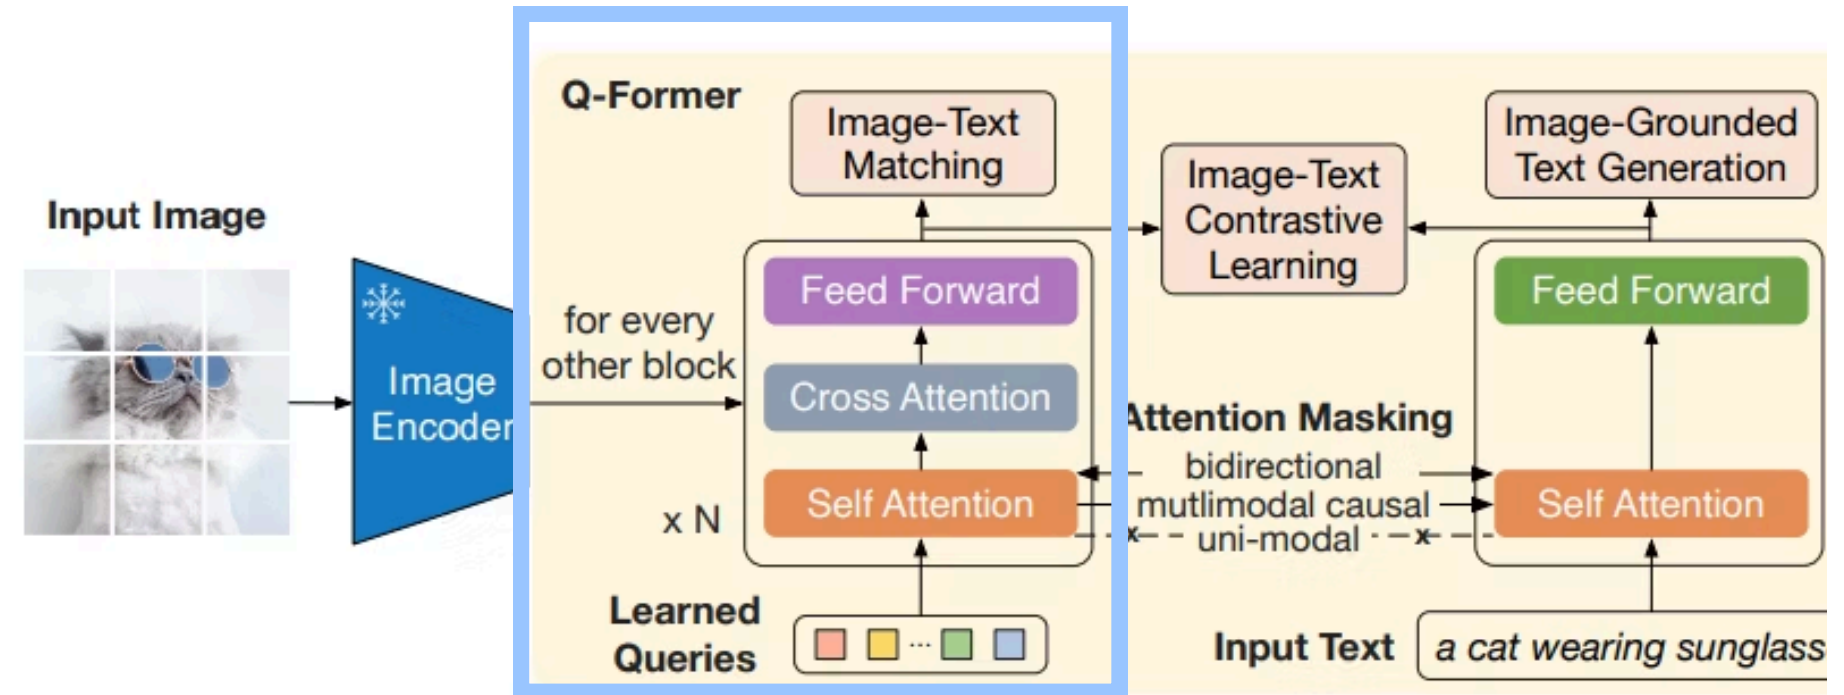 Q-Former
Image-Text
Matching
Image-Grounded
Text Generation
Image-Text
Contrastive
Learning
Input Image
Feed Forward
Feed Forward
for every
other block
Image
Encoder
Cross Attention
Attention Masking
bidirectional
Self Attention
mutlimodal causal
Self Attention
x N
x
uni-modal
x
Learned
Queries
...
Input Text
a cat wearing sunglass